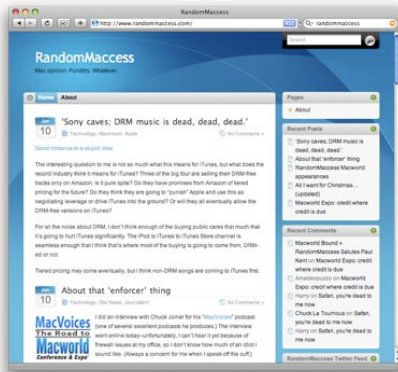 RandomMaccess
http://www.randommaccess.com/
RSS
randommaccess
Search
RandomMaccess
Mac opinion. Punditry. Whatever.
Home About
Jan
10
'Sony caves; DRM music is dead, dead, dead.'
Technology, Macintosh, Apple
No Comments »
Good riddance to a stupid idea.
The interesting question to me is not so much what this means for iTunes, but what does the
record industry think it means for iTunes? Three of the big four are selling their DRM-free
tracks only on Amazon. Is it pure spite? Do they have promises from Amazon of tiered
pricing for the future? Do they think they are going to "punish" Apple and use this as
negotiating leverage or drive iTunes into the ground? Or will they all eventually allow the
DRM-free versions on iTunes?
For all the noise about DRM, I don't think enough of the buying public cares that much that
it's going to hurt iTunes significantly. The iPod to iTunes to iTunes Store channel is
seamless enough that I think that's where most of the buying is going to come from, DRM-
ed or not.
Tiered pricing may come eventually, but I think non-DRM songs are coming to iTunes first.
Jan
10
About that 'enforcer' thing
Technology, Site News, Journalism
No Comments »
MacVoices
The Road to
Macworld
Conference & Expo
I did an interview with Chuck Joiner for his "MacVoices" podcast
(one of several excellent podcasts he produces.) The interview
went online today–unfortunately, I can't hear it yet because of
firewall issues at my office, so I don't know how much of an idiot I
sound like. (Always a concern for me when I speak off the cuff.)
Pages
About
Recent Posts
'Sony caves; DRM music is
dead, dead, dead.'
About that 'enforcer' thing
RandomMaccess Macworld
appearances
All I want for Christmas…
(updated)
Macworld Expo: credit where
credit is due
Recent Comments
Macworld Bound »
RandomMaccess Salutes Paul
Kent on Macworld Expo: credit
where credit is due
Amadeopuzzo on Macworld
Expo: credit where credit is due
Harry on Safari, you're dead to
me now
Chuck La Tournous on Safari,
you're dead to me now
Harry on Safari, you're dead to
me now
RandomMaccess Twitter Feed